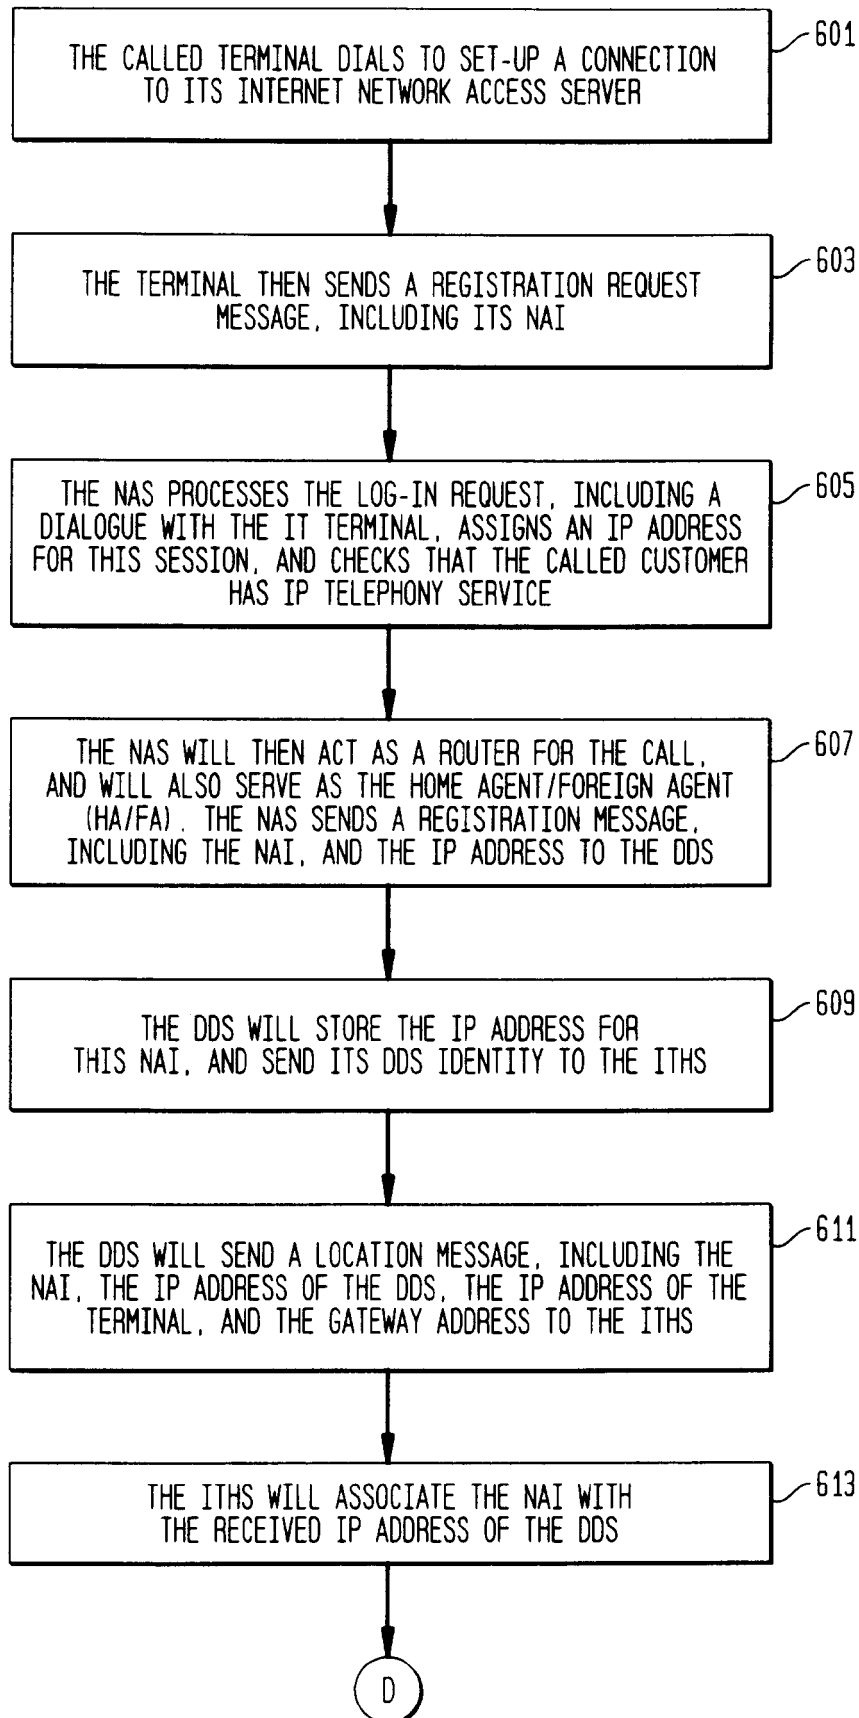 THE CALLED TERMINAL DIALS TO SET-UP A CONNECTION
TO ITS INTERNET NETWORK ACCESS SERVER
601
THE TERMINAL THEN SENDS A REGISTRATION REQUEST
MESSAGE, INCLUDING ITS NAI
603
THE NAS PROCESSES THE LOG-IN REQUEST, INCLUDING A
DIALOGUE WITH THE IT TERMINAL, ASSIGNS AN IP ADDRESS
FOR THIS SESSION, AND CHECKS THAT THE CALLED CUSTOMER
HAS IP TELEPHONY SERVICE
605
THE NAS WILL THEN ACT AS A ROUTER FOR THE CALL,
AND WILL ALSO SERVE AS THE HOME AGENT/FOREIGN AGENT
(HA/FA). THE NAS SENDS A REGISTRATION MESSAGE,
INCLUDING THE NAI, AND THE IP ADDRESS TO THE DDS
607
THE DDS WILL STORE THE IP ADDRESS FOR
THIS NAI, AND SEND ITS DDS IDENTITY TO THE ITHS
609
THE DDS WILL SEND A LOCATION MESSAGE, INCLUDING THE
NAI, THE IP ADDRESS OF THE DDS, THE IP ADDRESS OF THE
TERMINAL, AND THE GATEWAY ADDRESS TO THE ITHS
611
THE ITHS WILL ASSOCIATE THE NAI WITH
THE RECEIVED IP ADDRESS OF THE DDS
613
D